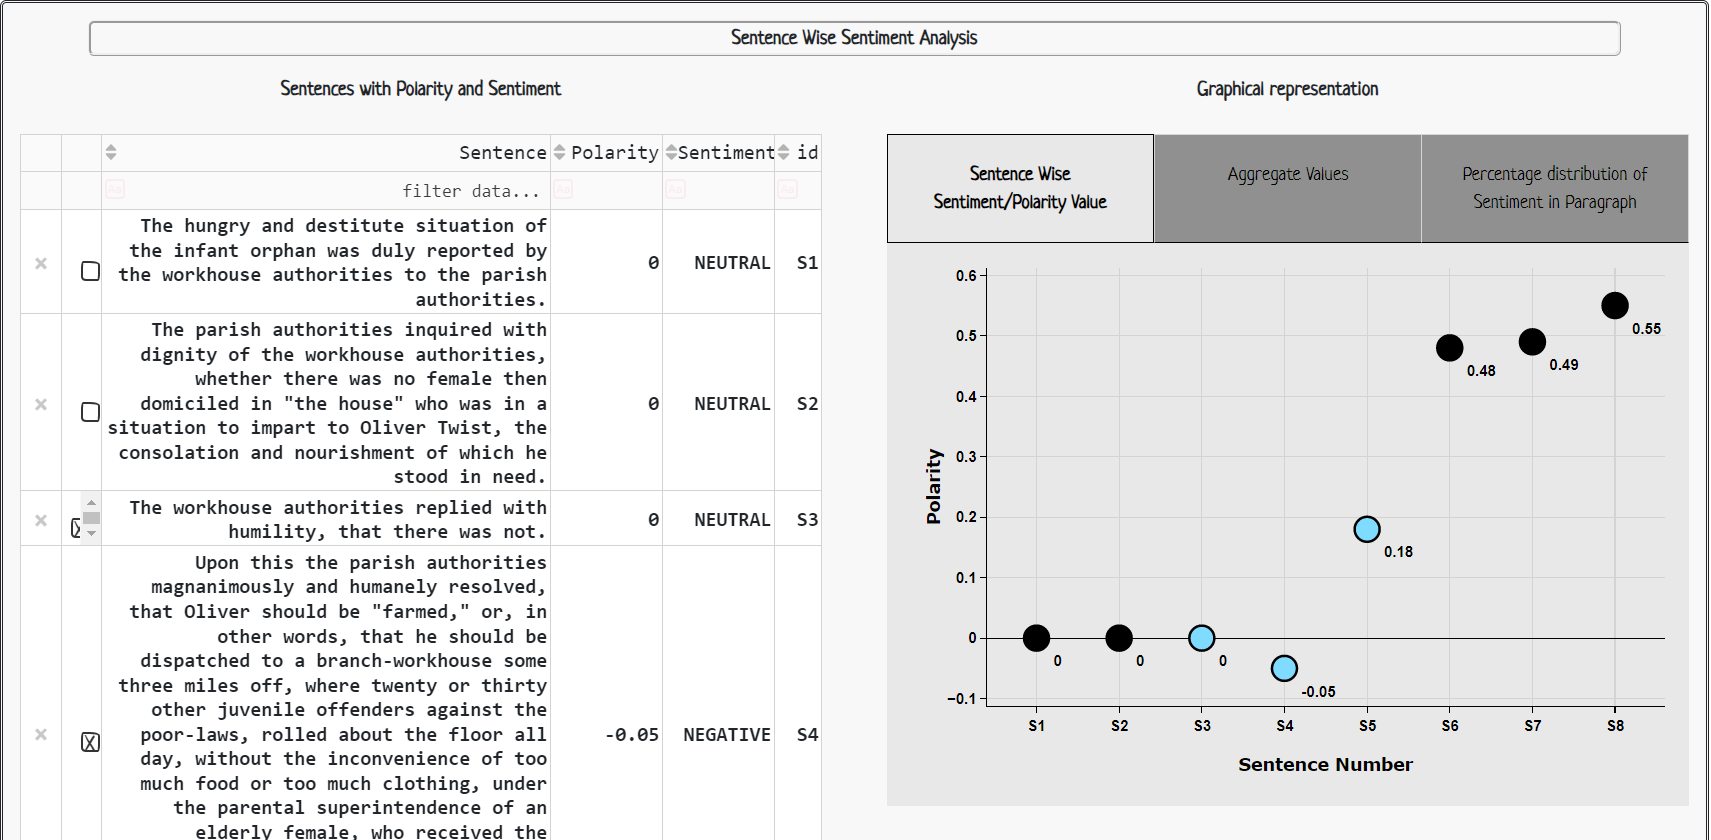 Sentence Wise Sentiment Analysis
Sentences with Polarity and Sentiment
Sentence Polarity Sentiment id
filter data...
The hungry and destitute situation of
the infant orphan was duly reported by
the workhouse authorities to the parish
authorities.
0 NEUTRAL S1
The parish authorities inquired with
dignity of the workhouse authorities,
whether there was no female then
domiciled in "the house" who was in a
situation to impart to Oliver Twist, the
consolation and nourishment of which he
stood in need.
0 NEUTRAL S2
The workhouse authorities replied with
humility, that there was not.
0 NEUTRAL S3
Upon this the parish authorities
magnanimously and humanely resolved,
that Oliver should be "farmed," or, in
other words, that he should be
dispatched to a branch-workhouse some
three miles off, where twenty or thirty
other juvenile offenders against the
poor-laws, rolled about the floor all
day, without the inconvenience of too
much food or too much clothing, under
the parental superintendence of an
elderly female, who received the
-0.05 NEGATIVE S4
Graphical representation
Sentence Wise
Sentiment/Polarity Value
Aggregate Values
Percentage distribution of
Sentiment in Paragraph
Polarity
0.6
0.5
0.4
0.3
0.2
0.1
0
−0.1
0
0
0
-0.05
0.18
0.48
0.49
0.55
S1 S2 S3 S4 S5 S6 S7 S8
Sentence Number